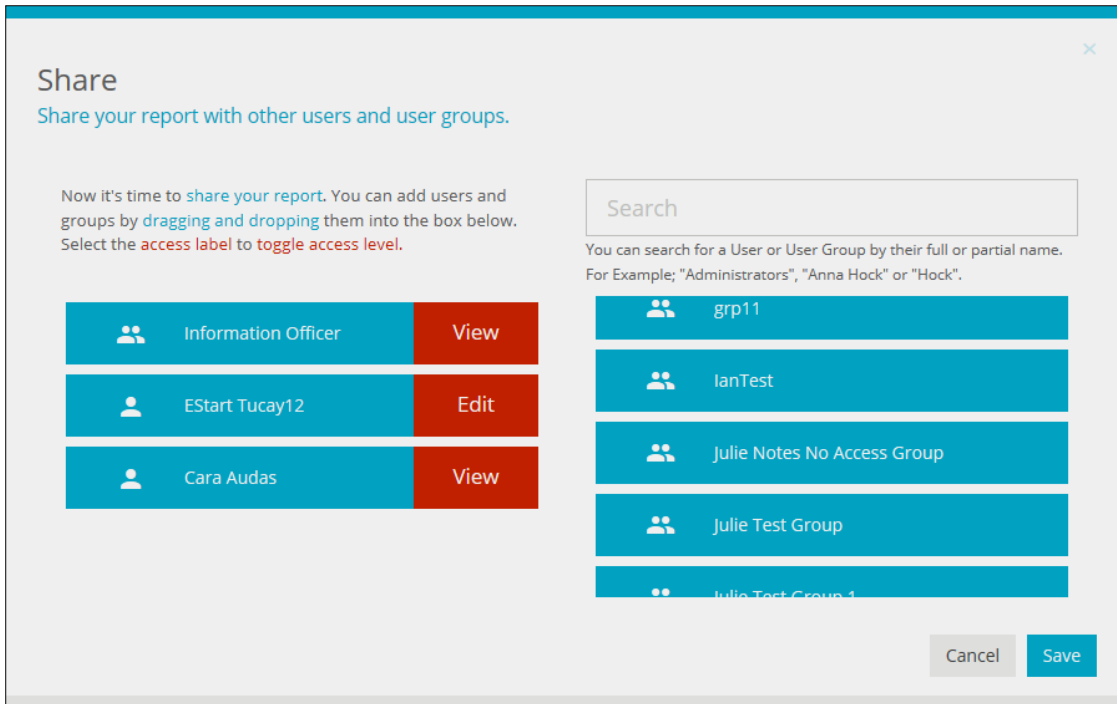 Share
Share your report with other users and user groups.
Now it's time to share your report. You can add users and
groups by dragging and dropping them into the box below.
Select the access label to toggle access level.
Information Officer View
EStart Tucay12 Edit
Cara Audas View
Search
You can search for a User or User Group by their full or partial name.
For Example; "Administrators", "Anna Hock" or "Hock".
grp11
IanTest
Julie Notes No Access Group
Julie Test Group
Julie Test Group 1
Cancel Save